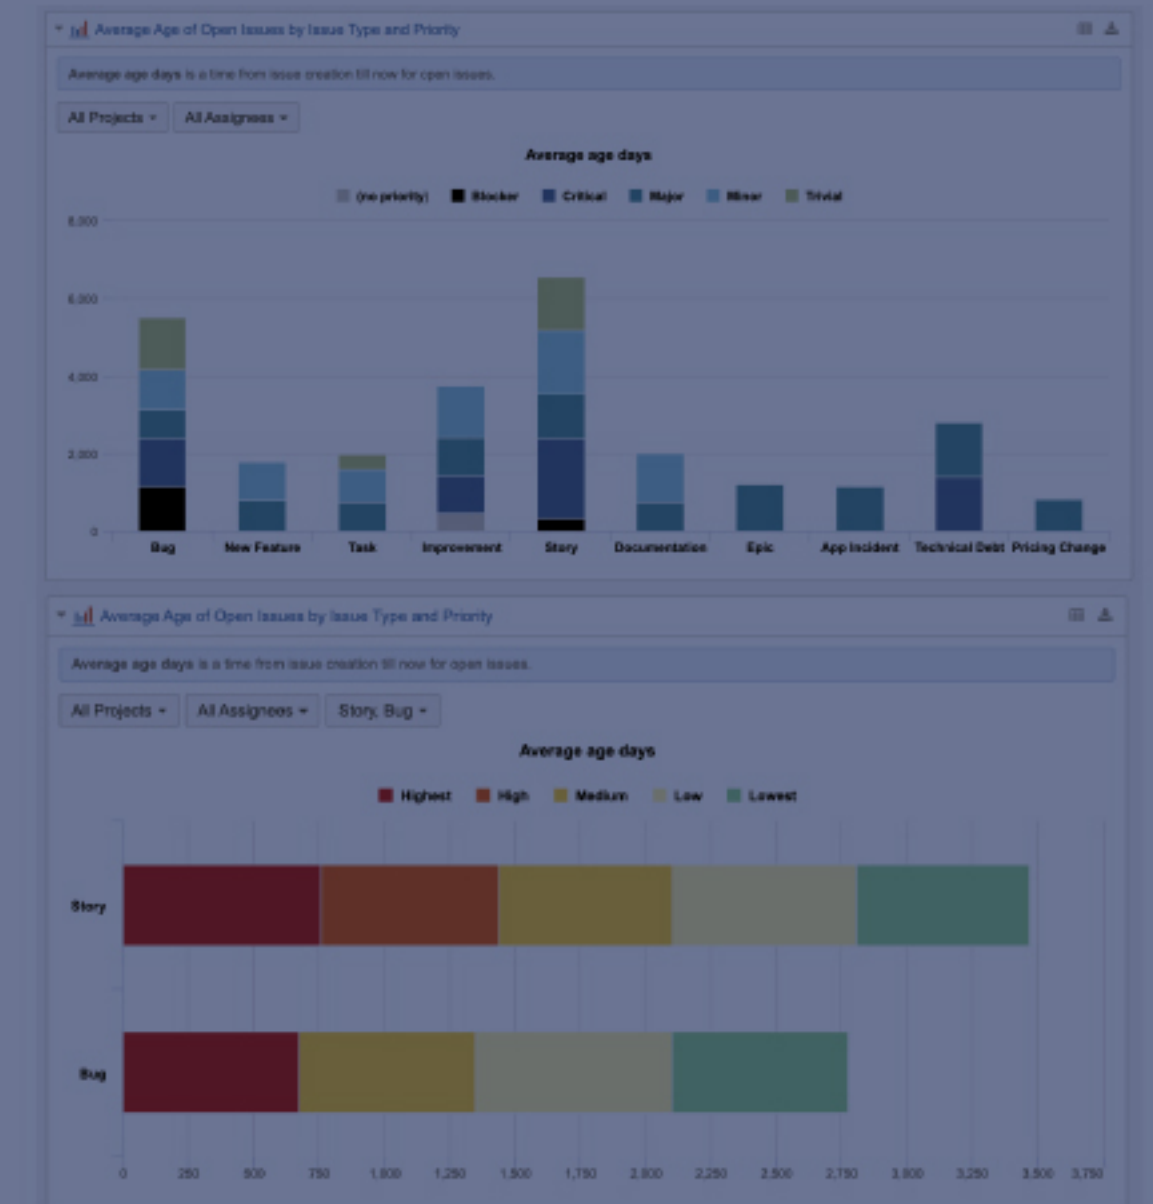 Average Age of Open Issues by Issue Type and Priority
Average age days is a time from issue creation till now for open issues.
All Projects All Assignees
Average age days
(no priority) Blocker Critical Major Minor Trivial
8,000
6,000
4,000
2,000
0
Bug New Feature Task Improvement Story Documentation Epic App Incident Technical Debt Pricing Change
Average Age of Open Issues by Issue Type and Priority
Average age days is a time from issue creation till now for open issues.
All Projects All Assignees Story, Bug
Average age days
Highest High Medium Low Lowest
Story
Bug
0 250 500 750 1,000 1,250 1,500 1,750 2,000 2,250 2,500 2,750 3,000 3,250 3,500 3,750